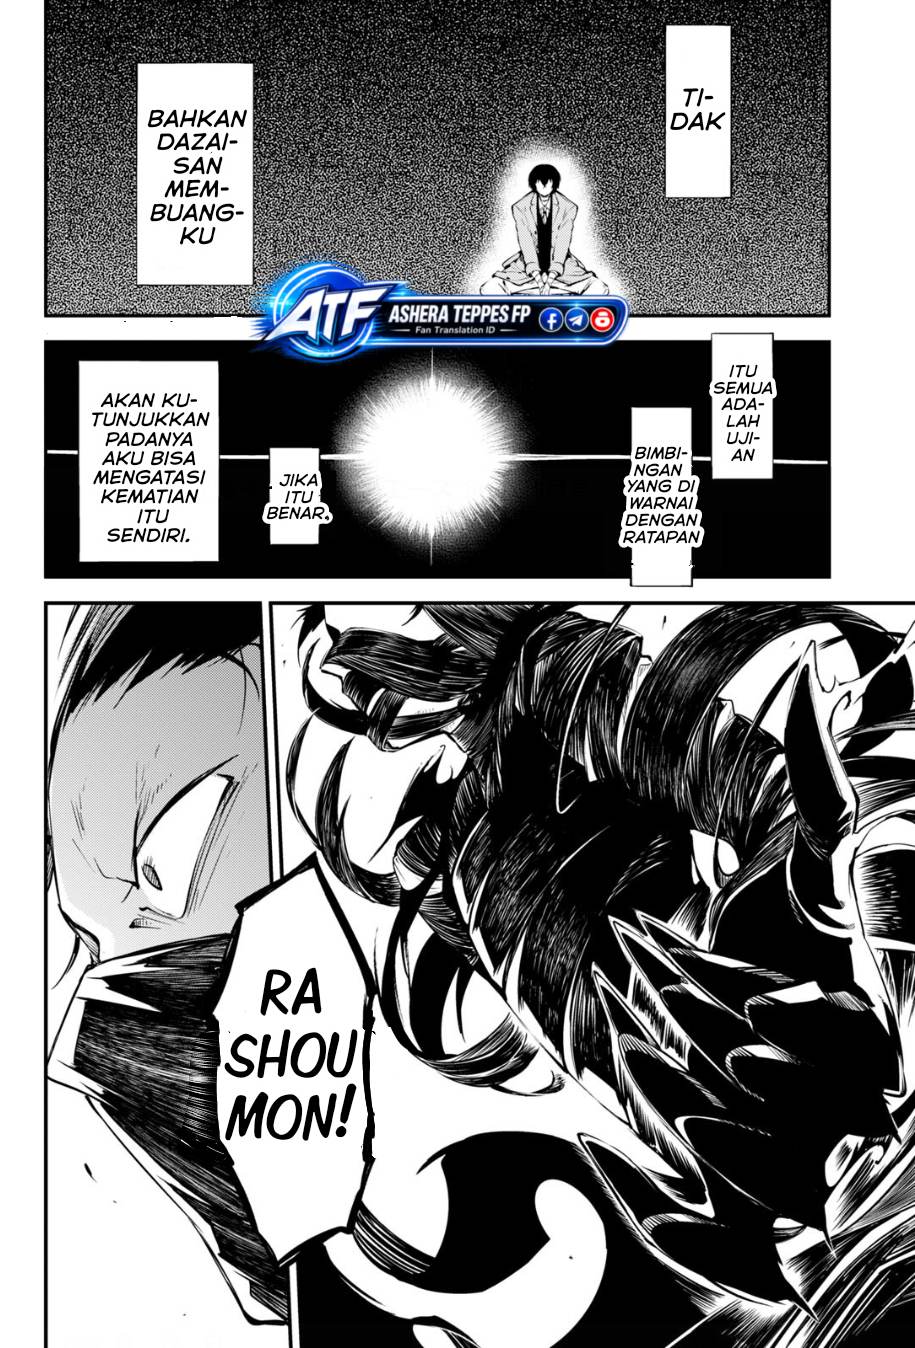 TI-
DAK
BAHKAN
DAZAI-
SAN
MEM-
BUANG-
KU
ATF
ASHERA TEPPES FP
Fan Translation ID
ITU
SEMUA
ADA-
LAH
UJI-
AN
BIMBI-
NGAN
YANG DI
WARNAI
DENGAN
RATAPAN
JIKA
ITU
BENAR,
AKAN KU-
TUNJUKKAN
PADANYA
AKU BISA
MENGATASI
KEMATIAN
ITU
SENDIRI.
RA
SHOU
MON!